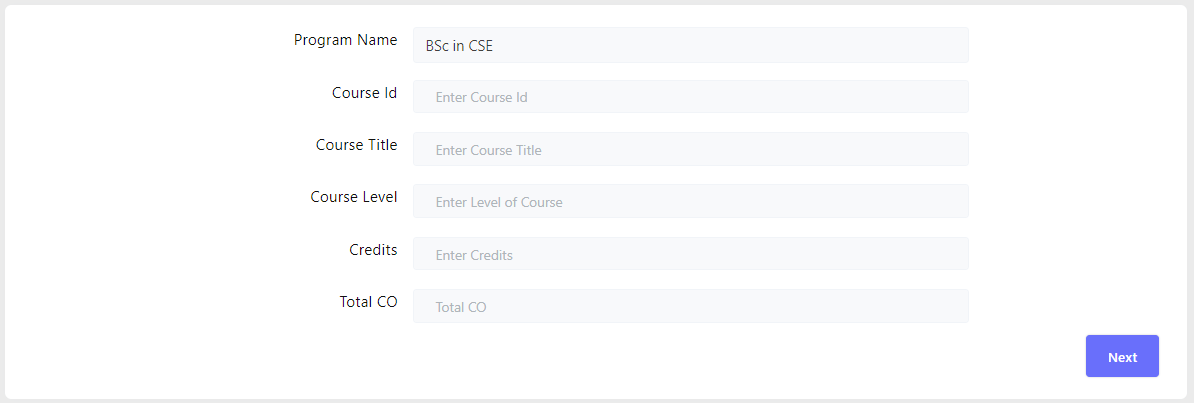 Program Name BSc in CSE
Course Id Enter Course Id
Course Title Enter Course Title
Course Level Enter Level of Course
Credits Enter Credits
Total CO Total CO
Next